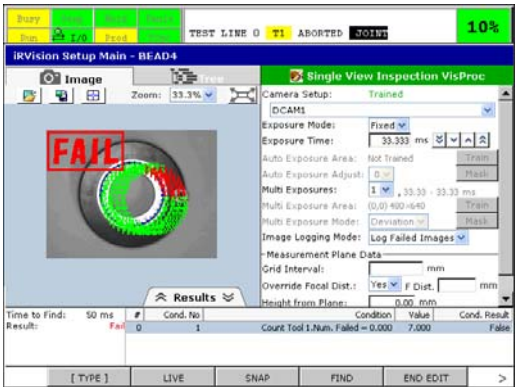 Busy Step Hold Fault
Run I/O Prod TCyc
TEST LINE 0 T1 ABORTED JOINT
10%
iRVision Setup Main - BEAD4
Image
Tree
Zoom: 33.3%
FAIL
Results
Single View Inspection VisProc
Camera Setup: Trained
DCAM1
Exposure Mode: Fixed
Exposure Time: 33.333 ms
Auto Exposure Area: Not Trained Train
Auto Exposure Adjust: 0 Mask
Multi Exposures: 1 , 33.33 - 33.33 ms
Multi Exposure Area: (0,0) 480×640 Train
Multi Exposure Mode: Deviation Mask
Image Logging Mode: Log Failed Images
Measurement Plane Data
Grid Interval: mm
Override Focal Dist.: Yes F Dist. mm
Height from Plane: 0.00 mm
Time to Find: 50 ms
Result: Fail
# Cond. No Condition Value Cond. Result
0 1 Count Tool 1.Num. Failed = 0.000 7.000 False
[ TYPE ] LIVE SNAP FIND END EDIT >